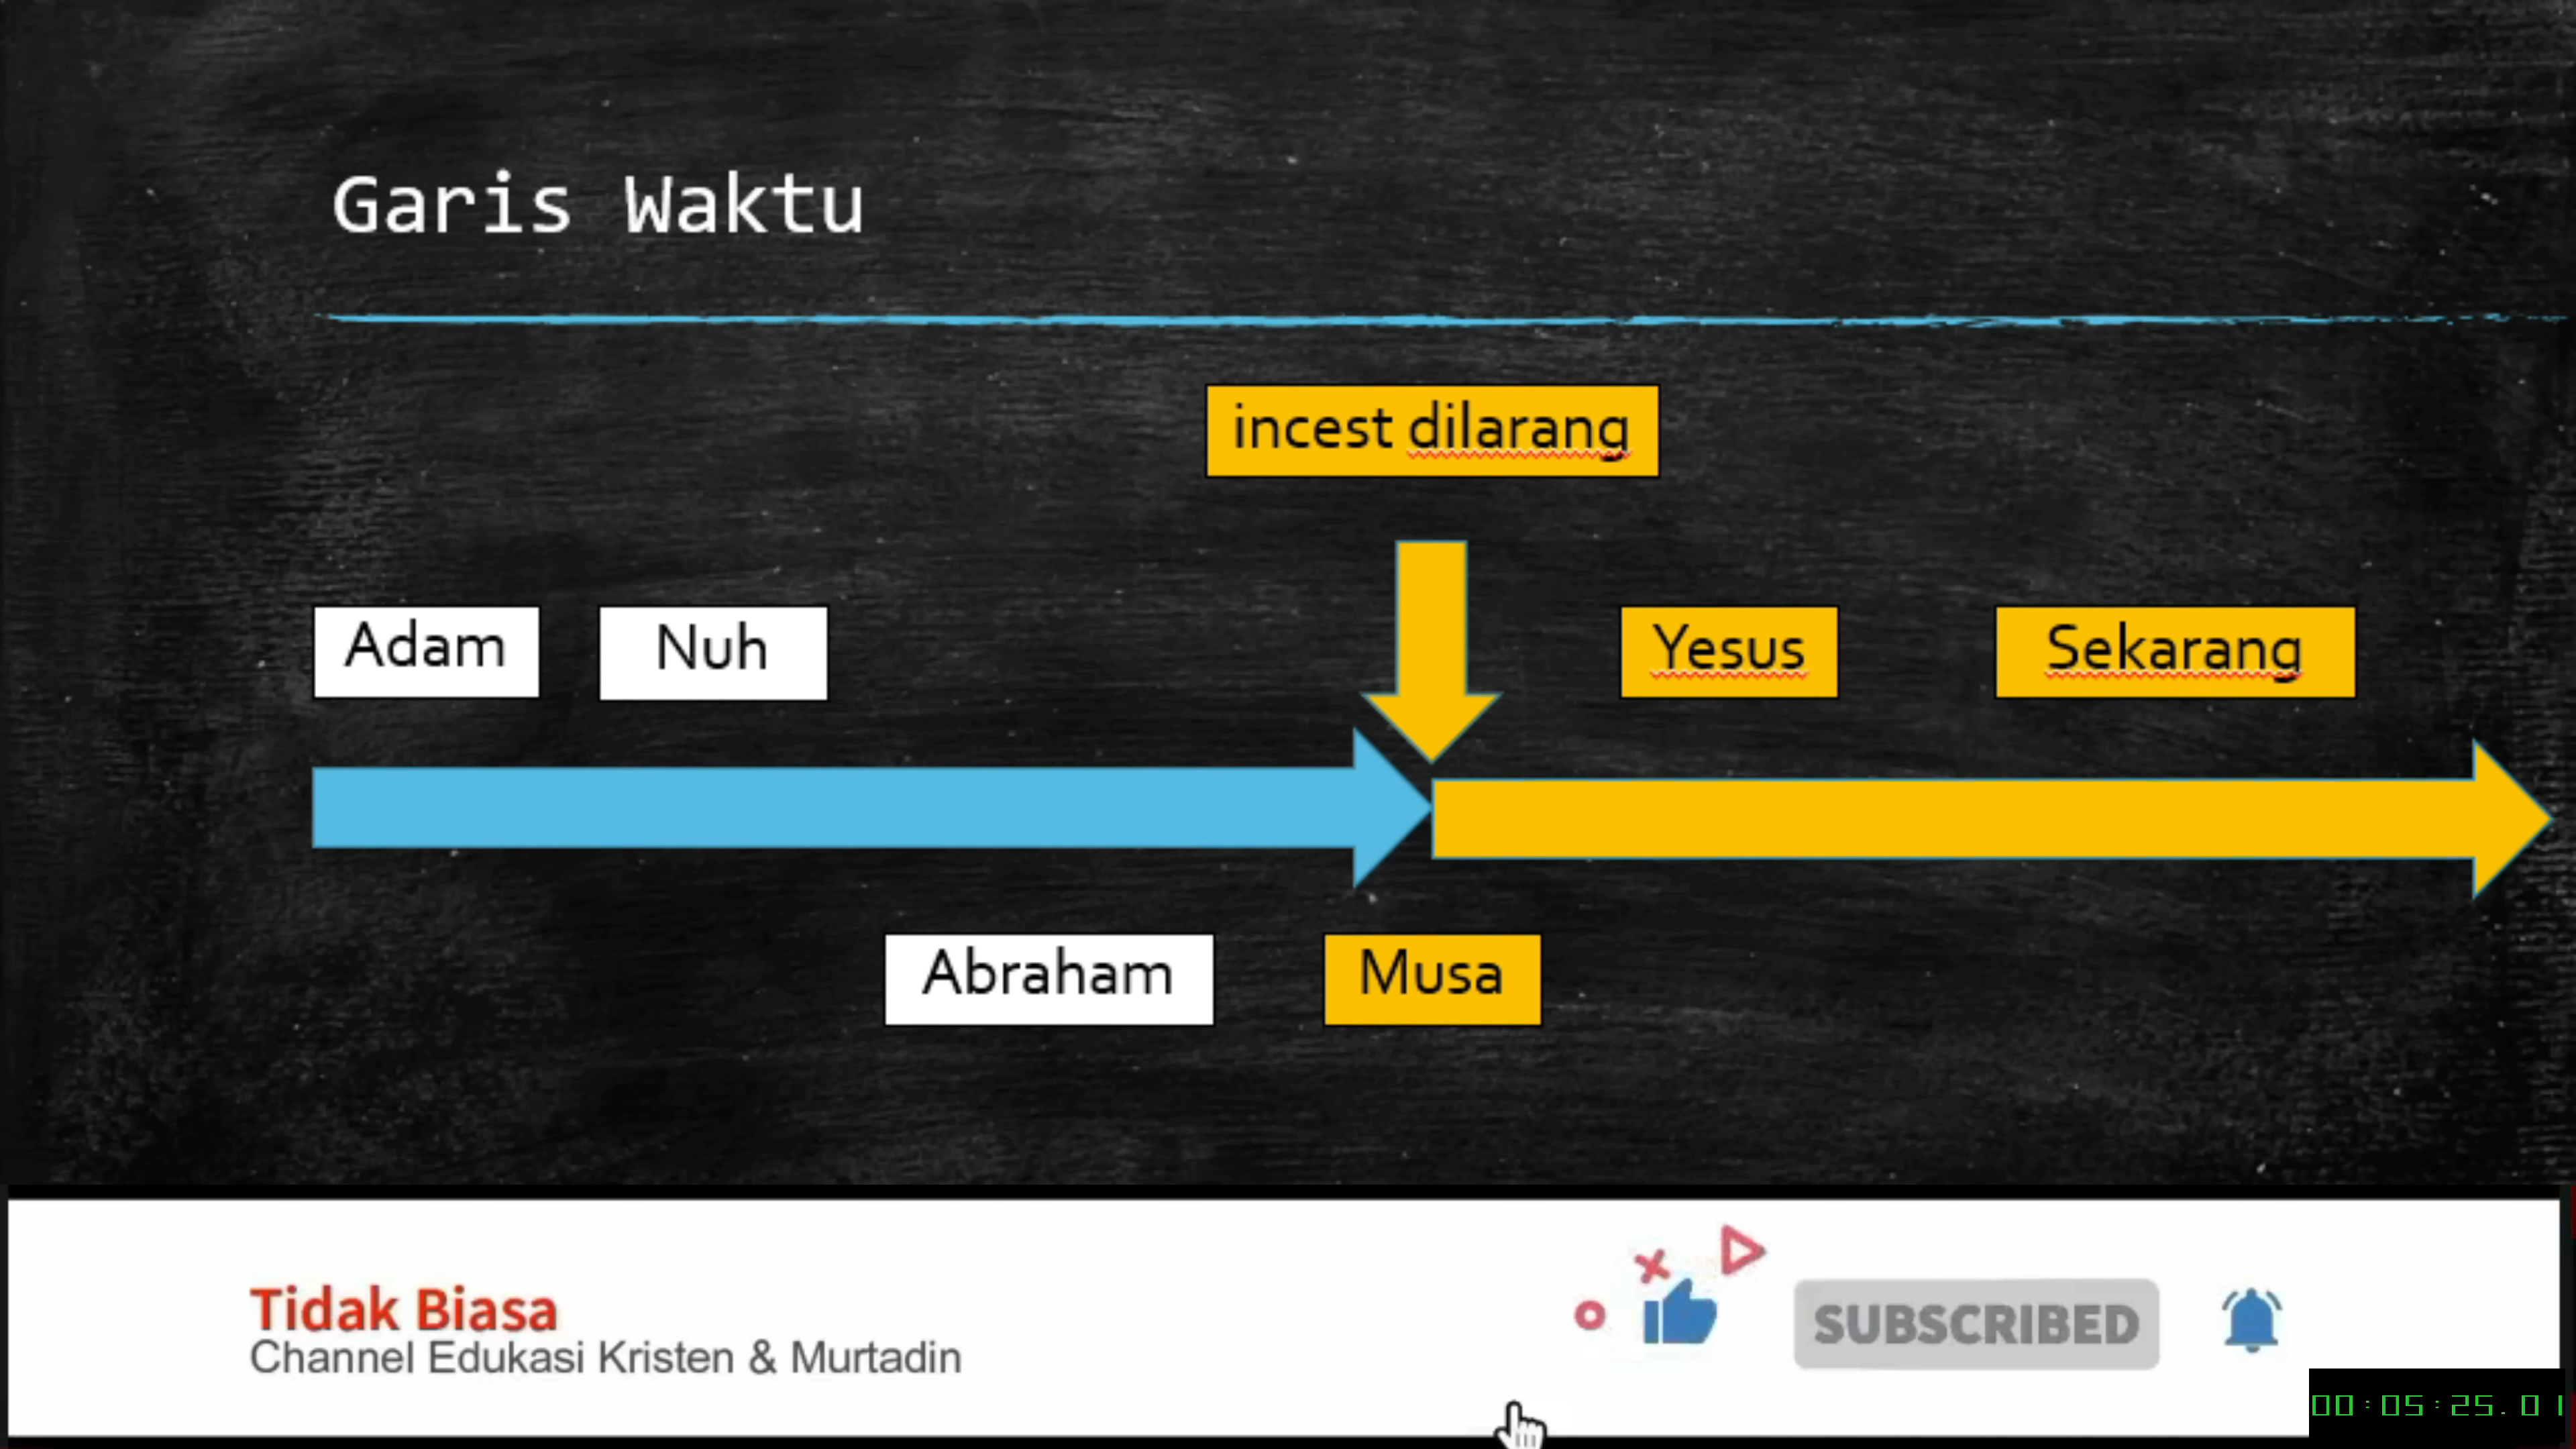 Garis Waktu
incest dilarang
Adam
Nuh
Yesus
Sekarang
Abraham
Musa
Tidak Biasa
Channel Edukasi Kristen & Murtadin
SUBSCRIBED
00:05:25.01